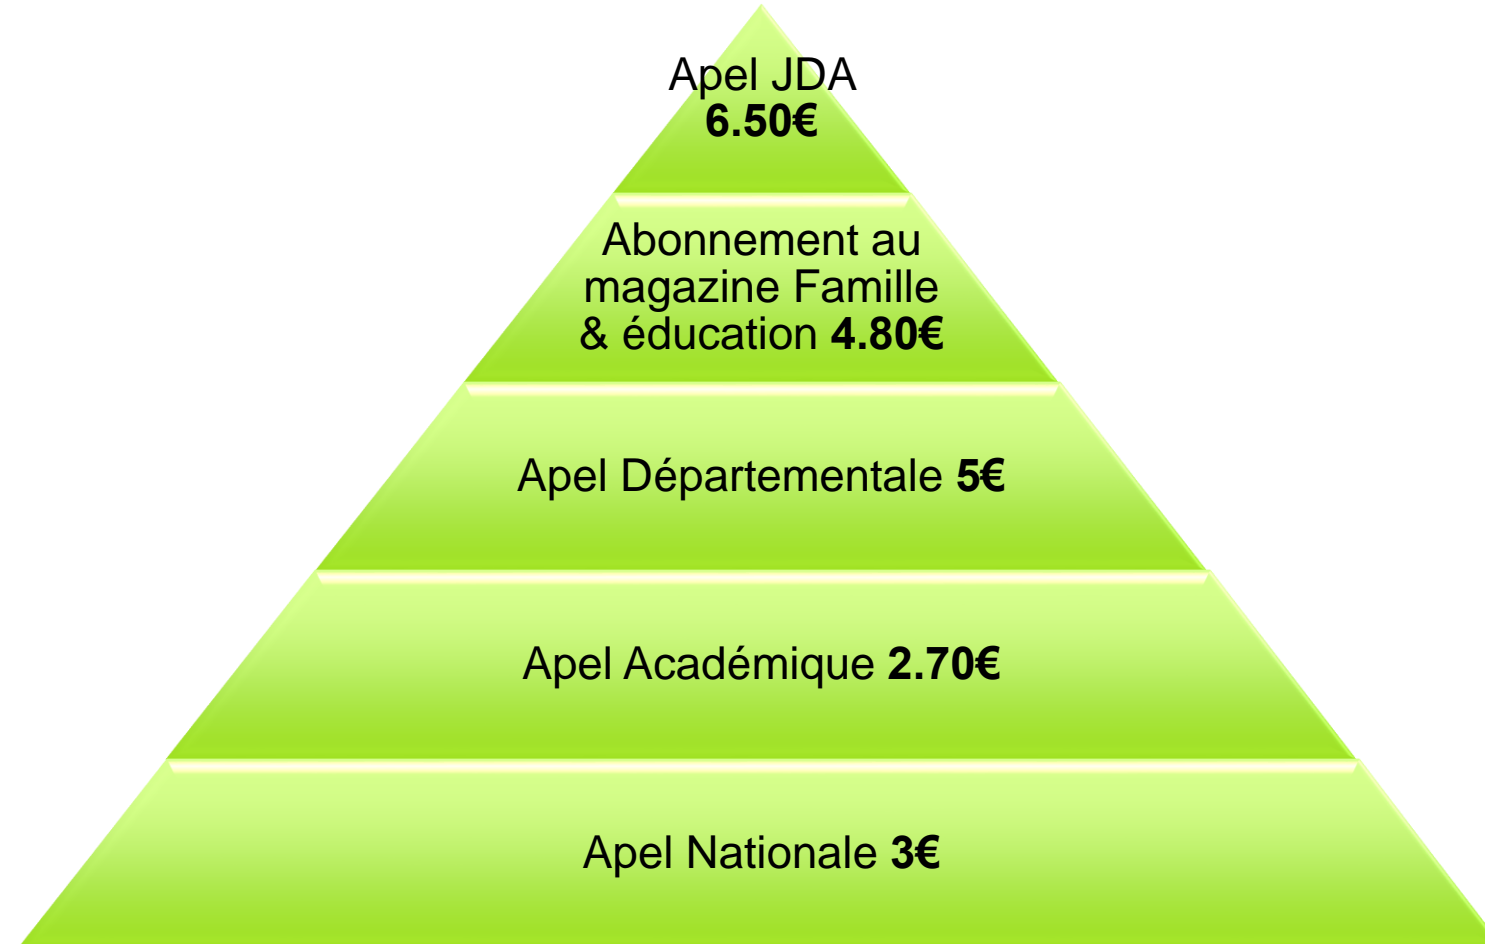 Apel JDA
6.50€
Abonnement au
magazine Famille
& éducation 4.80€
Apel Départementale 5€
Apel Académique 2.70€
Apel Nationale 3€